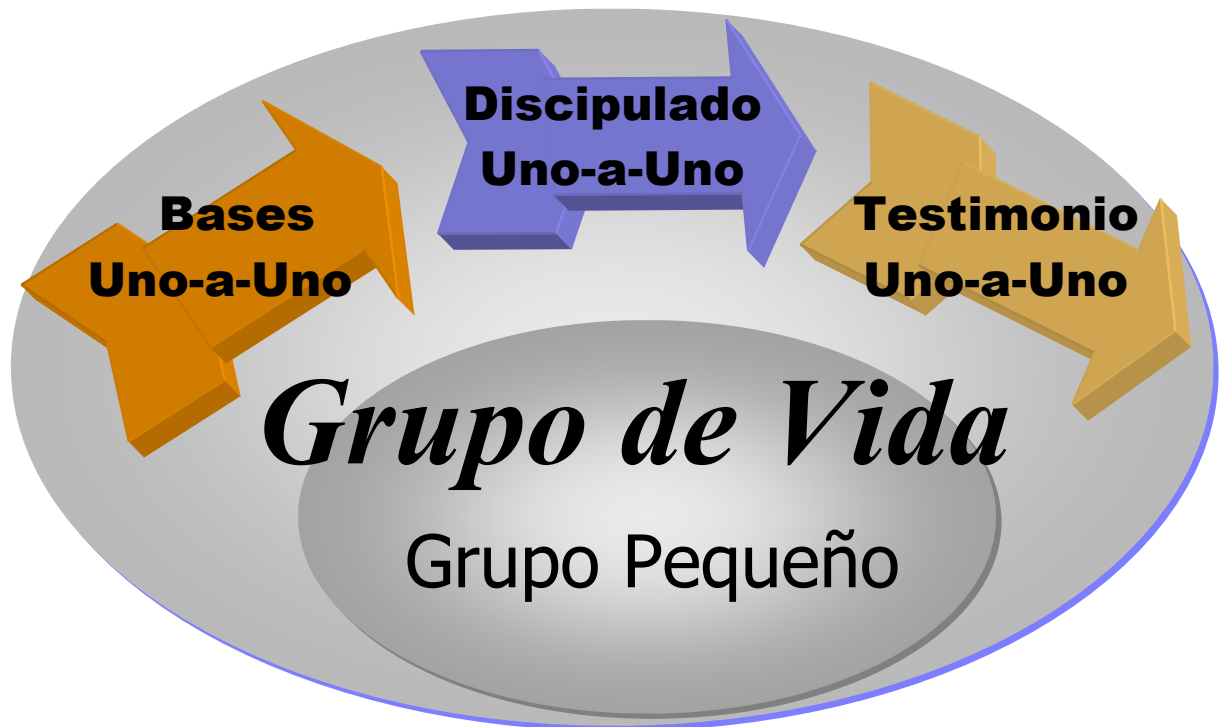 Bases
Uno-a-Uno
Discipulado
Uno-a-Uno
Testimonio
Uno-a-Uno
Grupo de Vida
Grupo Pequeño